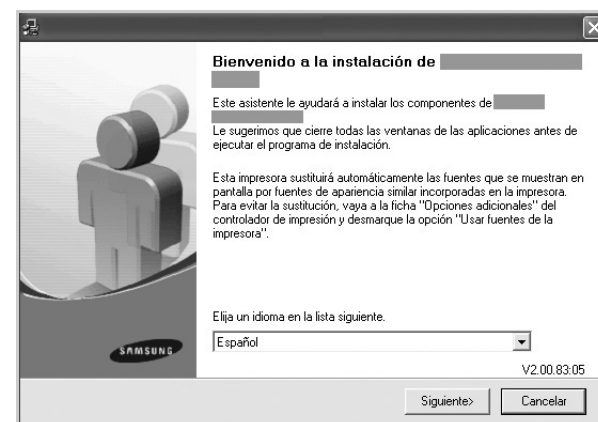 Bienvenido a la instalación de
Este asistente le ayudará a instalar los componentes de
Le sugerimos que cierre todas las ventanas de las aplicaciones antes de
ejecutar el programa de instalación.
Esta impresora sustituirá automáticamente las fuentes que se muestran en
pantalla por fuentes de apariencia similar incorporadas en la impresora.
Para evitar la sustitución, vaya a la ficha "Opciones adicionales" del
controlador de impresión y desmarque la opción "Usar fuentes de la
impresora".
Elija un idioma en la lista siguiente.
Español
SAMSUNG
V2.00.83:05
Siguiente>
Cancelar